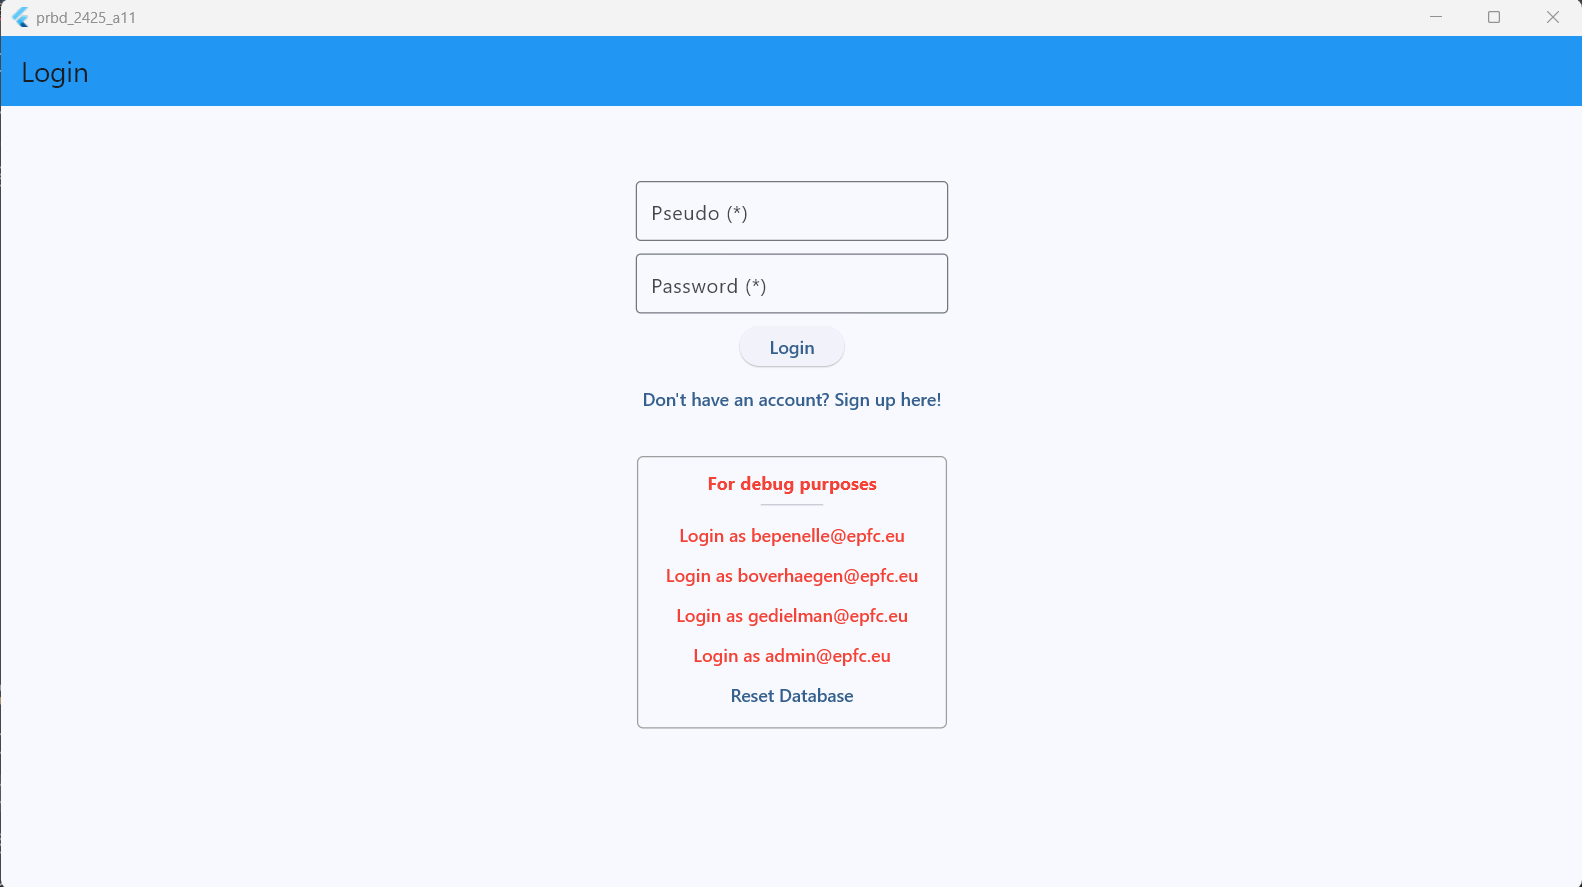 prbd_2425_a11
Login
Pseudo (*)
Password (*)
Login
Don't have an account? Sign up here!
For debug purposes
Login as bepenelle@epfc.eu
Login as boverhaegen@epfc.eu
Login as gedielman@epfc.eu
Login as admin@epfc.eu
Reset Database